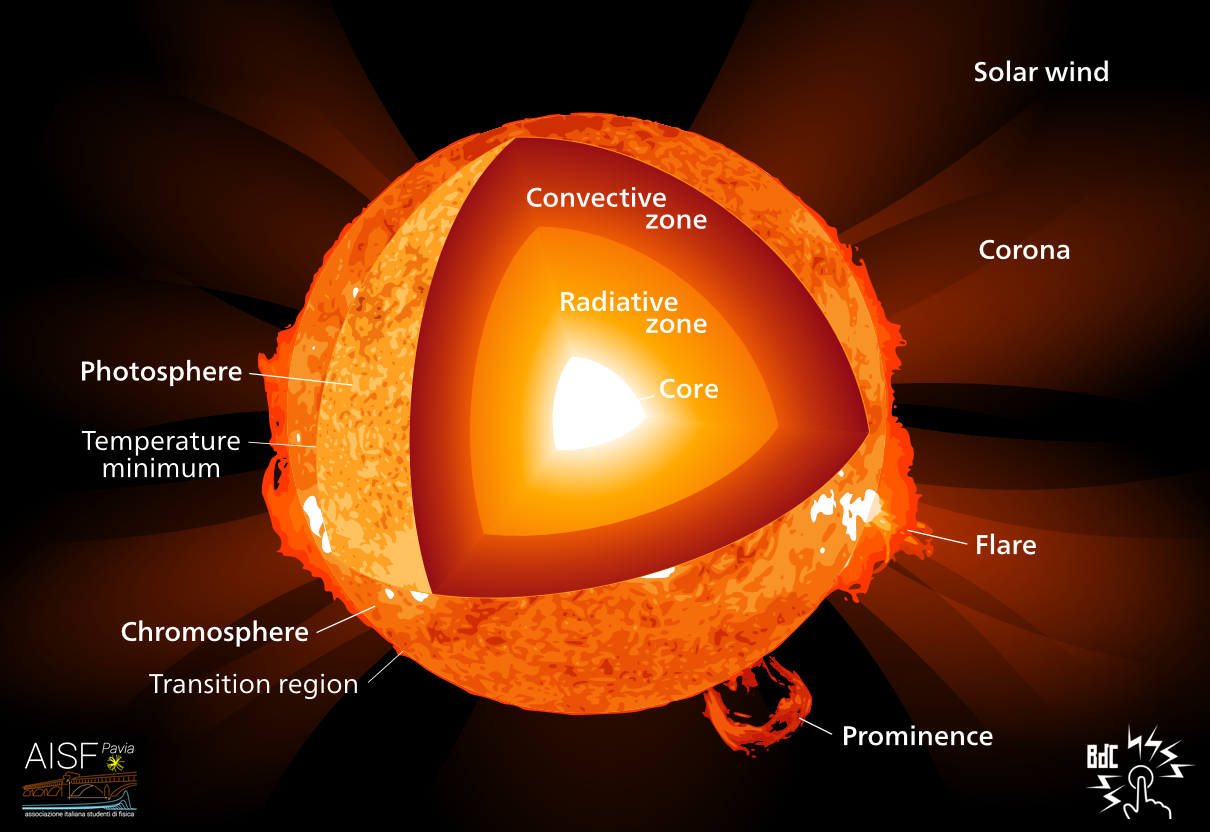 Solar wind
Convective
zone
Corona
Radiative
zone
Photosphere
Core
Temperature
minimum
Flare
Chromosphere
Transition region
Prominence
AISF Pavia
associazione italiana studenti di fisica
BdC